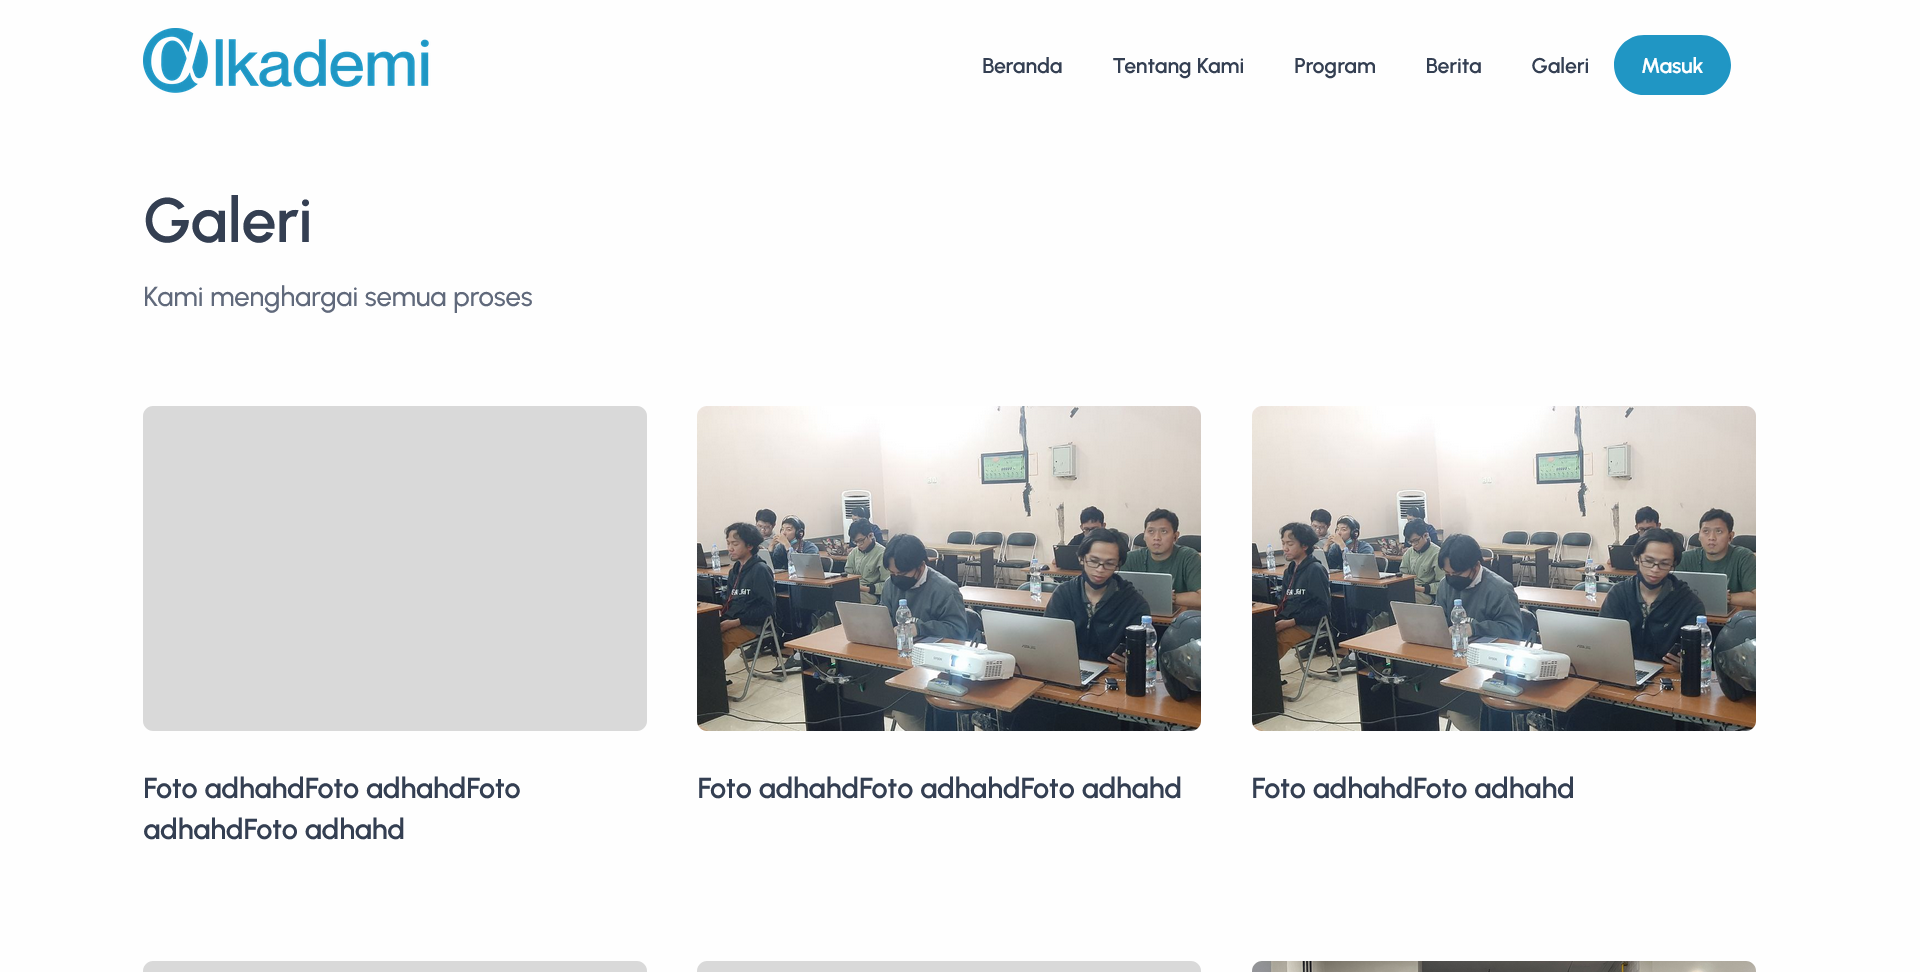 alkademi
Beranda Tentang Kami Program Berita Galeri Masuk
Galeri
Kami menghargai semua proses
Foto adhahdFoto adhahdFoto
adhahdFoto adhahd
Foto adhahdFoto adhahdFoto adhahd
Foto adhahdFoto adhahd